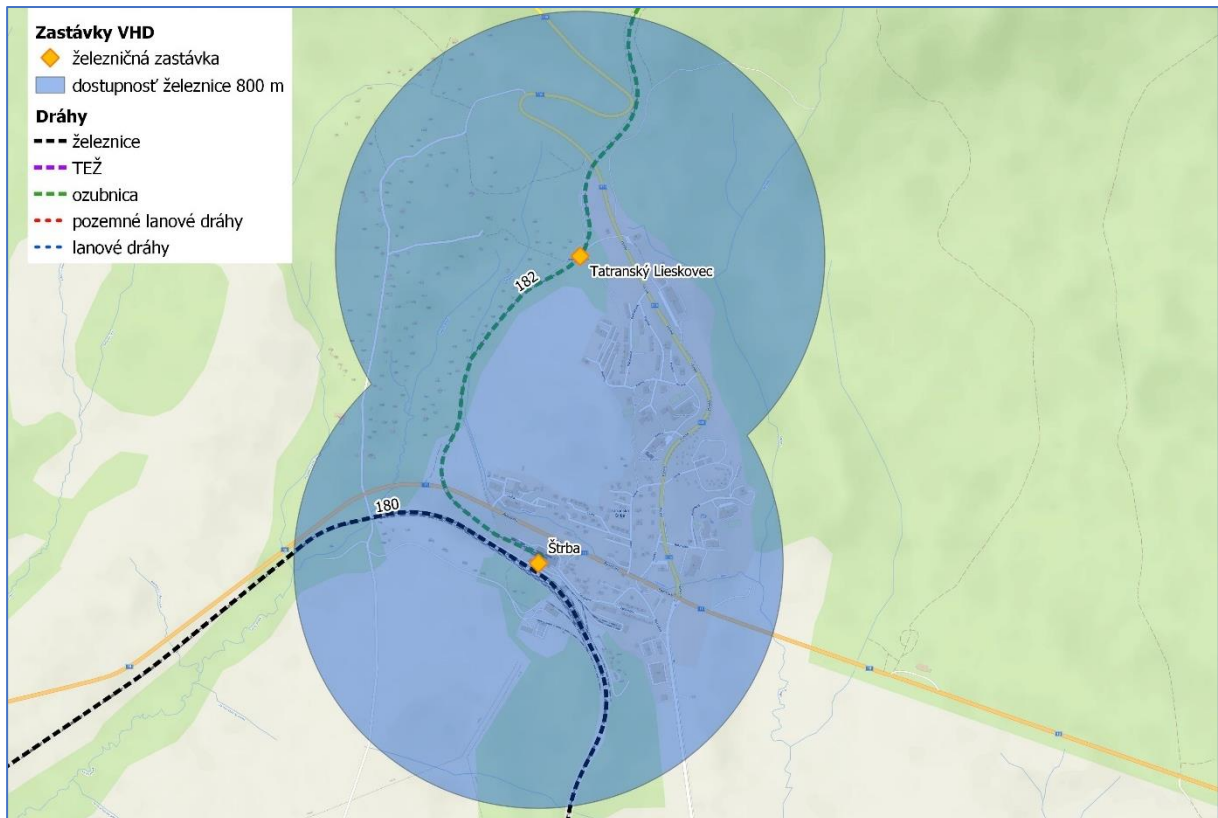 Zastávky VHD
železničná zastávka
dostupnosť železnice 800 m
Dráhy
železnice
TEŽ
ozubnica
pozemné lanové dráhy
lanové dráhy
182
Tatranský Lieskovec
180
Štrba